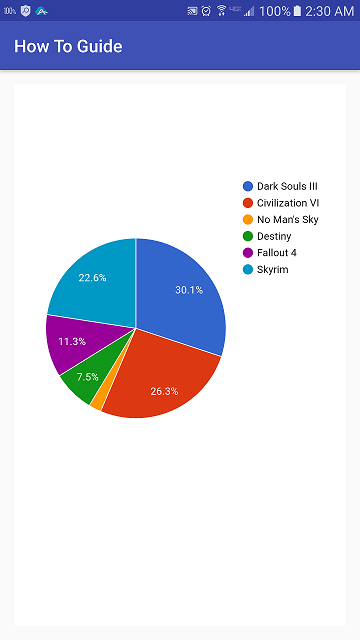 100% 100% 2:30 AM
How To Guide
Dark Souls III
Civilization VI
No Man's Sky
Destiny
Fallout 4
Skyrim
22.6%
30.1%
11.3%
7.5%
26.3%